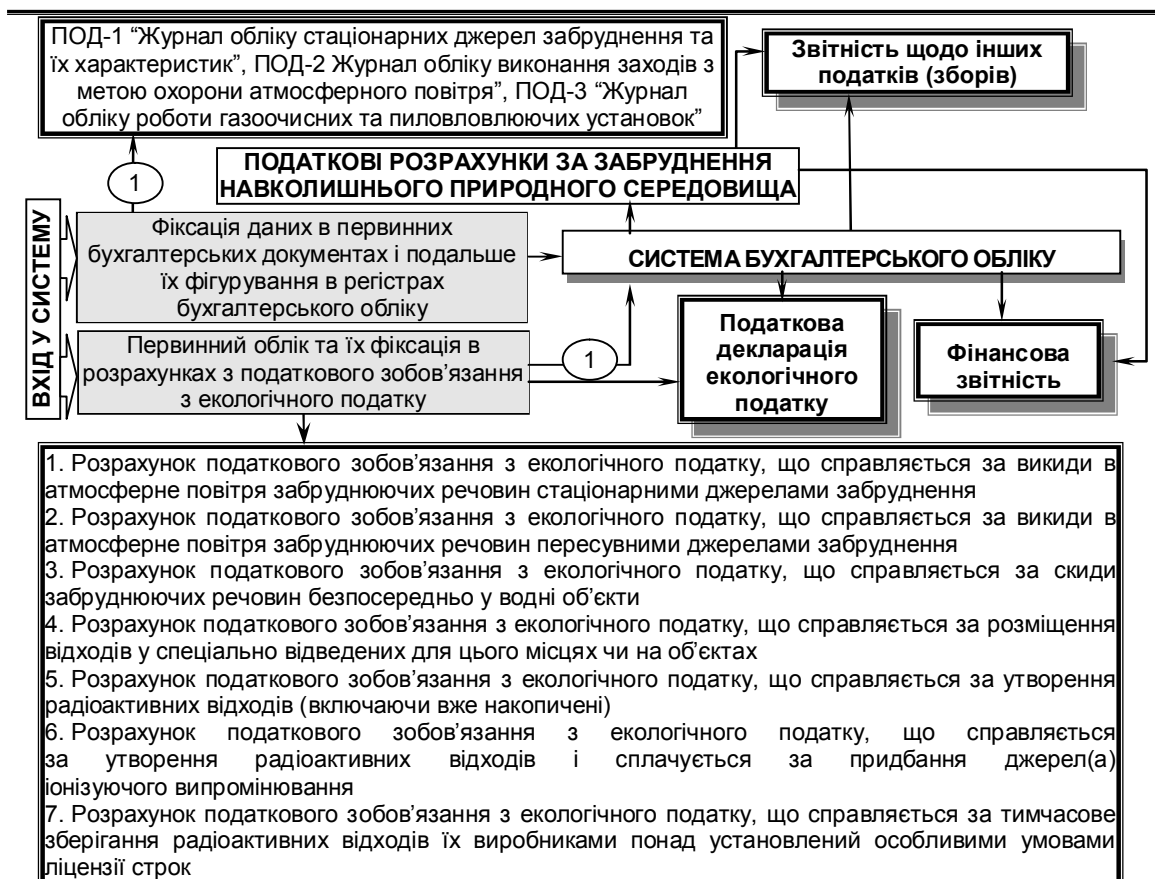 ПОД-1 “Журнал обліку стаціонарних джерел забруднення та
їх характеристик”, ПОД-2 Журнал обліку виконання заходів з
метою охорони атмосферного повітря”, ПОД-3 “Журнал
обліку роботи газоочисних та пиловловлюючих установок”
Звітність щодо інших
податків (зборів)
1
ПОДАТКОВІ РОЗРАХУНКИ ЗА ЗАБРУДНЕННЯ
НАВКОЛИШНЬОГО ПРИРОДНОГО СЕРЕДОВИЩА
ВХІД У СИСТЕМУ
Фіксація даних в первинних
бухгалтерських документах і подальше
їх фігурування в регістрах
бухгалтерського обліку
СИСТЕМА БУХГАЛТЕРСЬКОГО ОБЛІКУ
Первинний облік та їх фіксація в
розрахунках з податкового зобов’язання
з екологічного податку
1
Податкова
декларація
екологічного
податку
Фінансова
звітність
1. Розрахунок податкового зобов’язання з екологічного податку, що справляється за викиди в
атмосферне повітря забруднюючих речовин стаціонарними джерелами забруднення
2. Розрахунок податкового зобов’язання з екологічного податку, що справляється за викиди в
атмосферне повітря забруднюючих речовин пересувними джерелами забруднення
3. Розрахунок податкового зобов’язання з екологічного податку, що справляється за скиди
забруднюючих речовин безпосередньо у водні об’єкти
4. Розрахунок податкового зобов’язання з екологічного податку, що справляється за розміщення
відходів у спеціально відведених для цього місцях чи на об’єктах
5. Розрахунок податкового зобов’язання з екологічного податку, що справляється за утворення
радіоактивних відходів (включаючи вже накопичені)
6. Розрахунок податкового зобов’язання з екологічного податку, що справляється
за утворення радіоактивних відходів і сплачується за придбання джерел(а)
іонізуючого випромінювання
7. Розрахунок податкового зобов’язання з екологічного податку, що справляється за тимчасове
зберігання радіоактивних відходів їх виробниками понад установлений особливими умовами
ліцензії строк